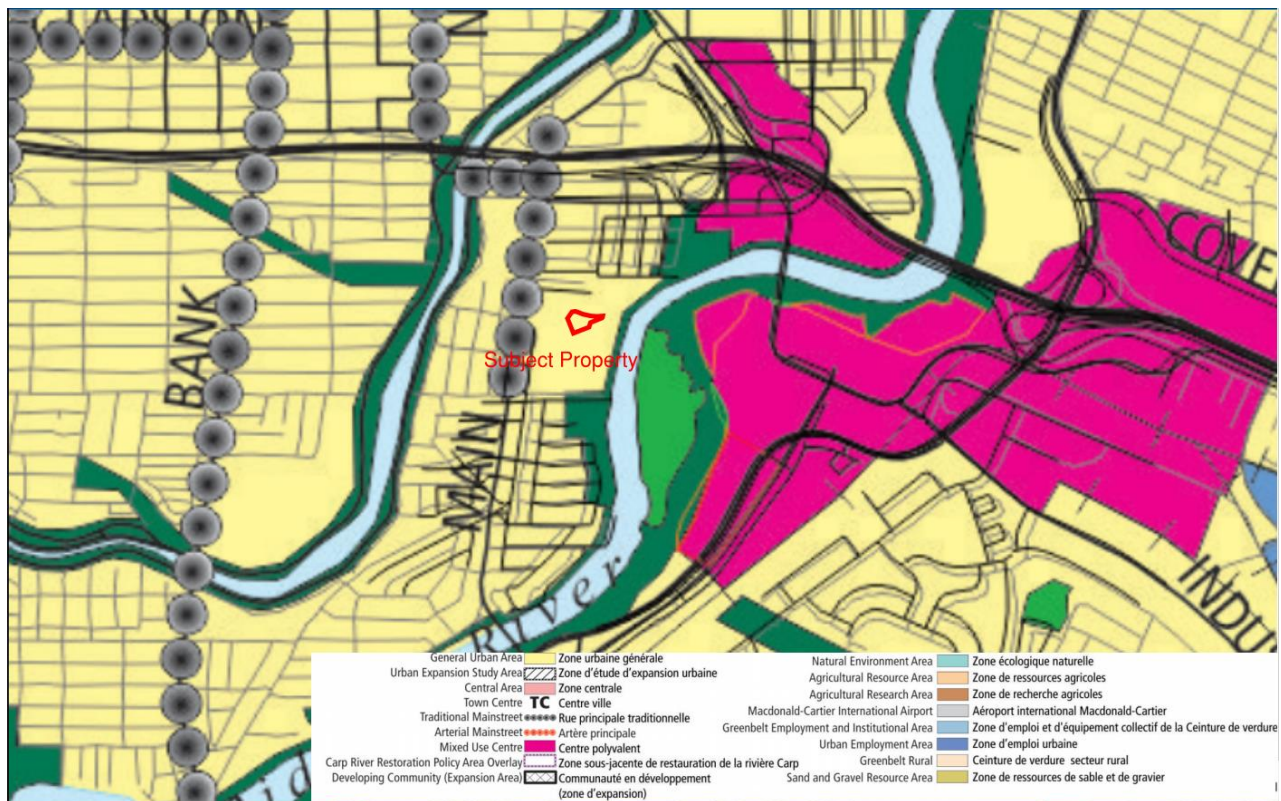 BANK
MAIN
Subject Property
River
COVE
INDU
General Urban Area Zone urbaine générale
Urban Expansion Study Area Zone d'étude d'expansion urbaine
Central Area Zone centrale
Town Centre TC Centre ville
Traditional Mainstreet Rue principale traditionnelle
Arterial Mainstreet Artère principale
Mixed Use Centre Centre polyvalent
Carp River Restoration Policy Area Overlay Zone sous-jacente de restauration de la rivière Carp
Developing Community (Expansion Area) Communauté en développement
(zone d'expansion)
Natural Environment Area Zone écologique naturelle
Agricultural Resource Area Zone de ressources agricoles
Agricultural Research Area Zone de recherche agricoles
Macdonald-Cartier International Airport Aéroport international Macdonald-Cartier
Greenbelt Employment and Institutional Area Zone d'emploi et d'équipement collectif de la Ceinture de verdure
Urban Employment Area Zone d'emploi urbaine
Greenbelt Rural Ceinture de verdure secteur rural
Sand and Gravel Resource Area Zone de ressources de sable et de gravier